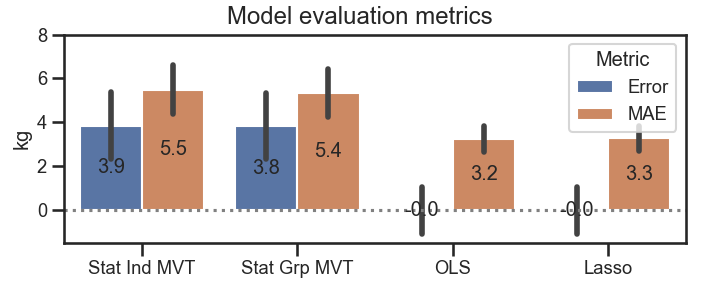 Model evaluation metrics
kg
8
6
4
2
0
Metric
Error
MAE
3.9
5.5
3.8
5.4
-0.0
3.2
-0.0
3.3
Stat Ind MVT
Stat Grp MVT
OLS
Lasso